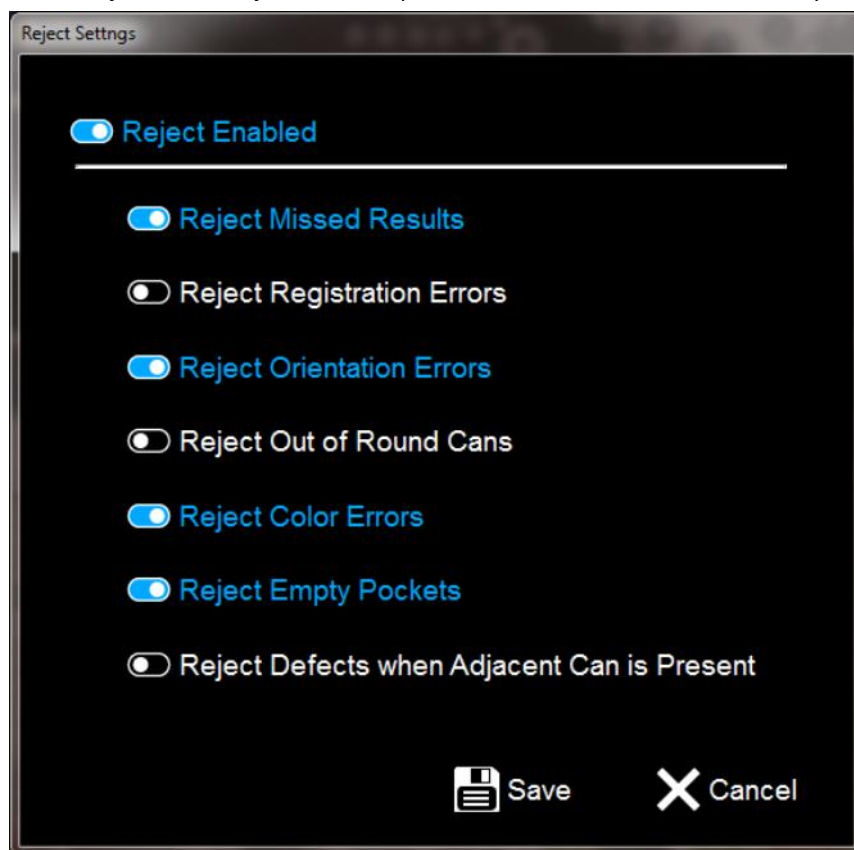 Reject Settngs
Reject Enabled
Reject Missed Results
Reject Registration Errors
Reject Orientation Errors
Reject Out of Round Cans
Reject Color Errors
Reject Empty Pockets
Reject Defects when Adjacent Can is Present
Save Cancel